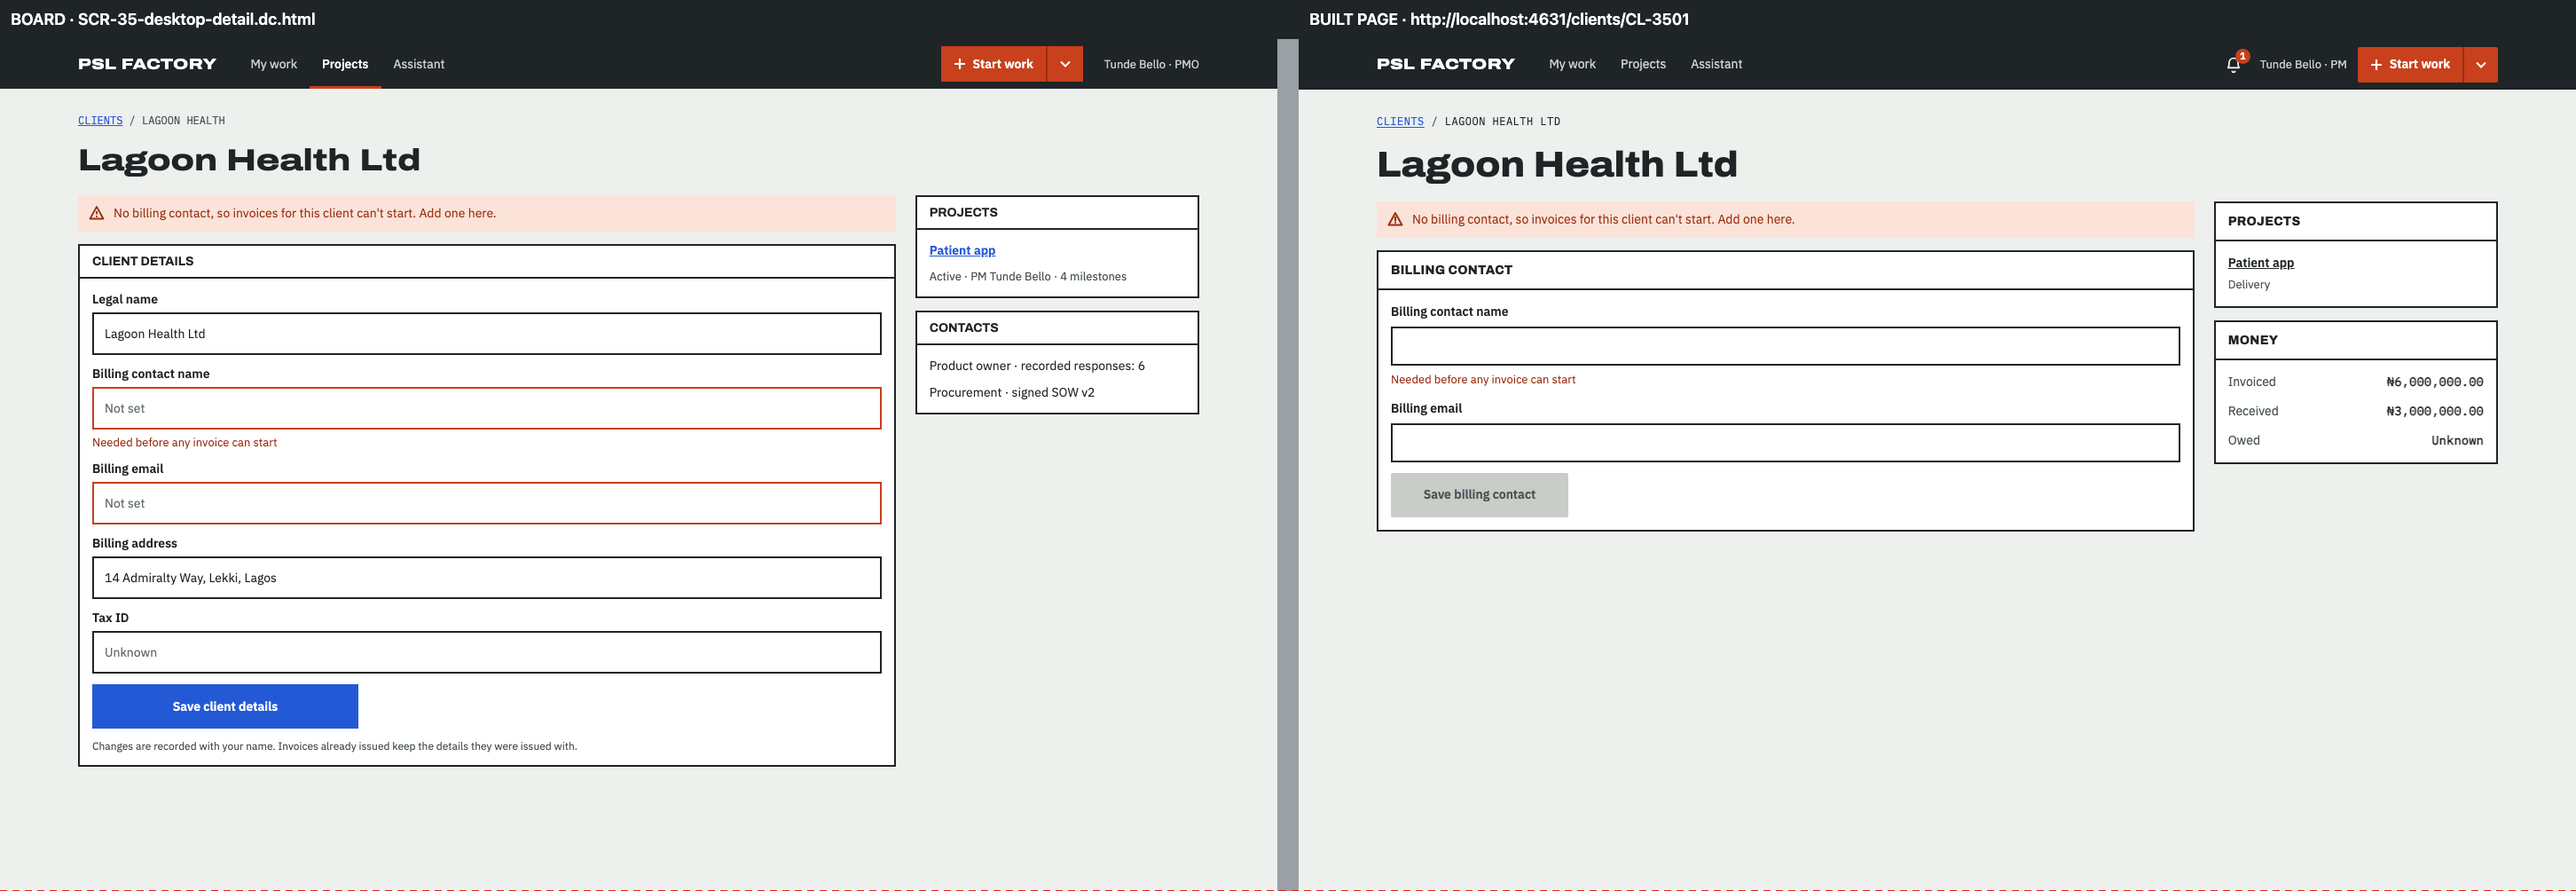 BOARD · SCR-35-desktop-detail.dc.html
PSL FACTORY
My work
Projects
Assistant
Start work
Tunde Bello · PMO
CLIENTS / LAGOON HEALTH
Lagoon Health Ltd
No billing contact, so invoices for this client can't start. Add one here.
CLIENT DETAILS
Legal name
Lagoon Health Ltd
Billing contact name
Not set
Needed before any invoice can start
Billing email
Not set
Billing address
14 Admiralty Way, Lekki, Lagos
Tax ID
Unknown
Save client details
Changes are recorded with your name. Invoices already issued keep the details they were issued with.
PROJECTS
Patient app
Active · PM Tunde Bello · 4 milestones
CONTACTS
Product owner · recorded responses: 6
Procurement · signed SOW v2
BUILT PAGE · http://localhost:4631/clients/CL-3501
PSL FACTORY
My work
Projects
Assistant
1
Tunde Bello · PM
Start work
CLIENTS / LAGOON HEALTH LTD
Lagoon Health Ltd
No billing contact, so invoices for this client can't start. Add one here.
BILLING CONTACT
Billing contact name
Needed before any invoice can start
Billing email
Save billing contact
PROJECTS
Patient app
Delivery
MONEY
Invoiced ₦6,000,000.00
Received ₦3,000,000.00
Owed Unknown